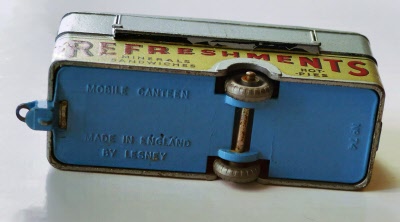 REFRESHMENTS
MINERALS
SANDWICHES
HOT
-PIES
MOBILE CANTEEN
MADE IN ENGLAND
BY LESNEY